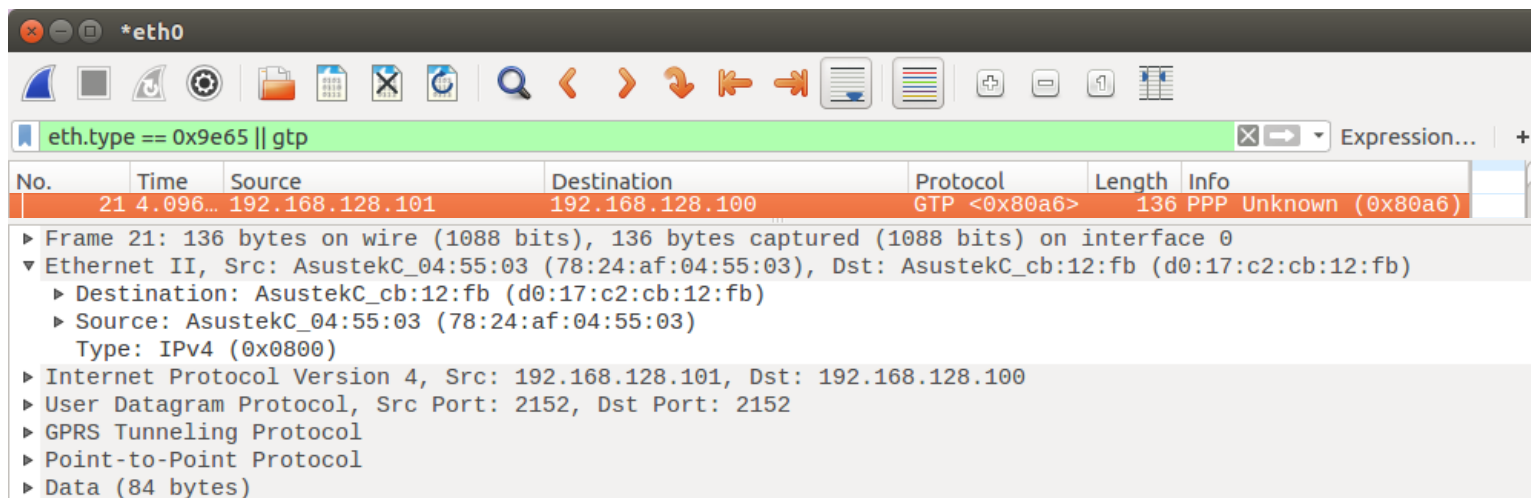 *eth0
eth.type == 0x9e65 || gtp Expression… +
No. Time Source Destination Protocol Length Info
21 4.096… 192.168.128.101 192.168.128.100 GTP <0x80a6> 136 PPP Unknown (0x80a6)
Frame 21: 136 bytes on wire (1088 bits), 136 bytes captured (1088 bits) on interface 0
Ethernet II, Src: AsustekC_04:55:03 (78:24:af:04:55:03), Dst: AsustekC_cb:12:fb (d0:17:c2:cb:12:fb)
Destination: AsustekC_cb:12:fb (d0:17:c2:cb:12:fb)
Source: AsustekC_04:55:03 (78:24:af:04:55:03)
Type: IPv4 (0x0800)
Internet Protocol Version 4, Src: 192.168.128.101, Dst: 192.168.128.100
User Datagram Protocol, Src Port: 2152, Dst Port: 2152
GPRS Tunneling Protocol
Point-to-Point Protocol
Data (84 bytes)